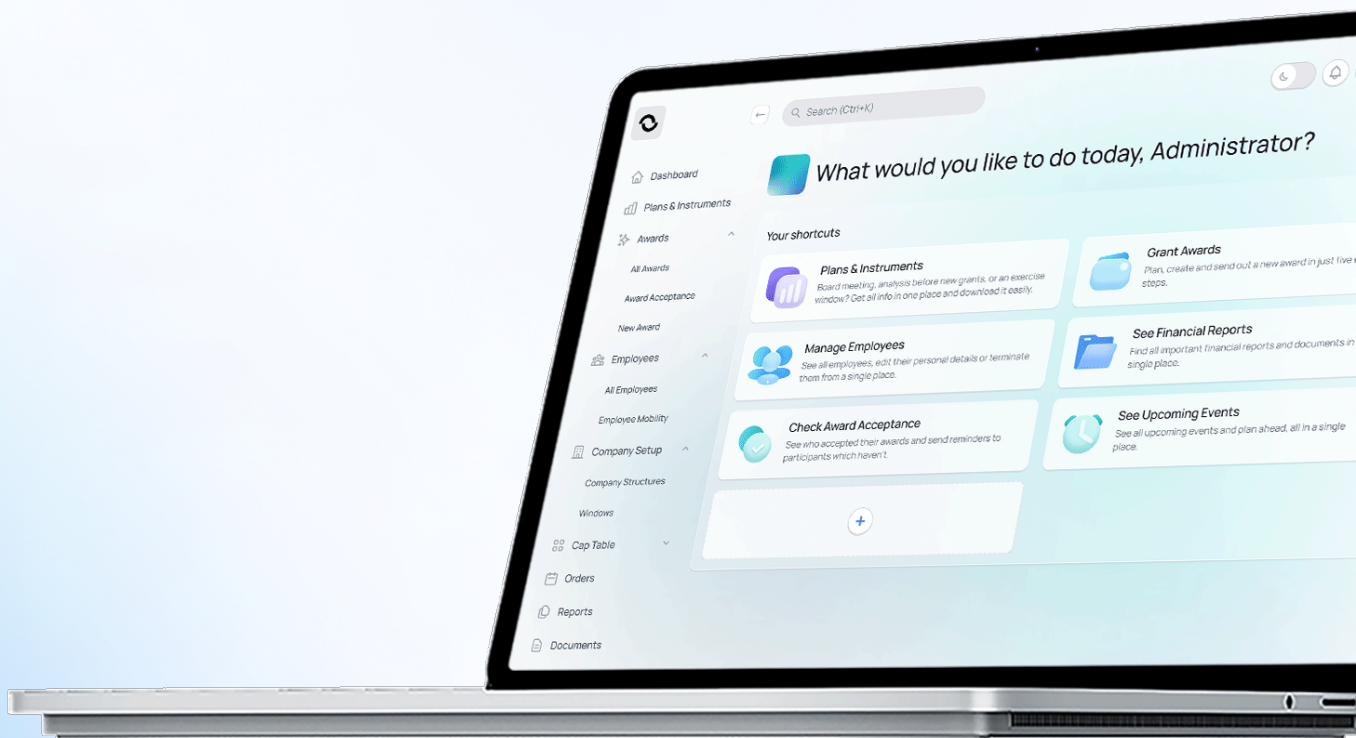 Search (Ctrl+K)
What would you like to do today, Administrator?
Dashboard
Plans & Instruments
Awards
All Awards
Award Acceptance
New Award
Employees
All Employees
Employee Mobility
Company Setup
Company Structures
Windows
Cap Table
Orders
Reports
Documents
Your shortcuts
Plans & Instruments
Board meeting, analysis before new grants, or an exercise
window? Get all info in one place and download it easily.
Grant Awards
Plan, create and send out a new award in just five
steps.
Manage Employees
See all employees, edit their personal details or terminate
them from a single place.
See Financial Reports
Find all important financial reports and documents in
single place.
Check Award Acceptance
See who accepted their awards and send reminders to
participants which haven't.
See Upcoming Events
See all upcoming events and plan ahead, all in a single
place.